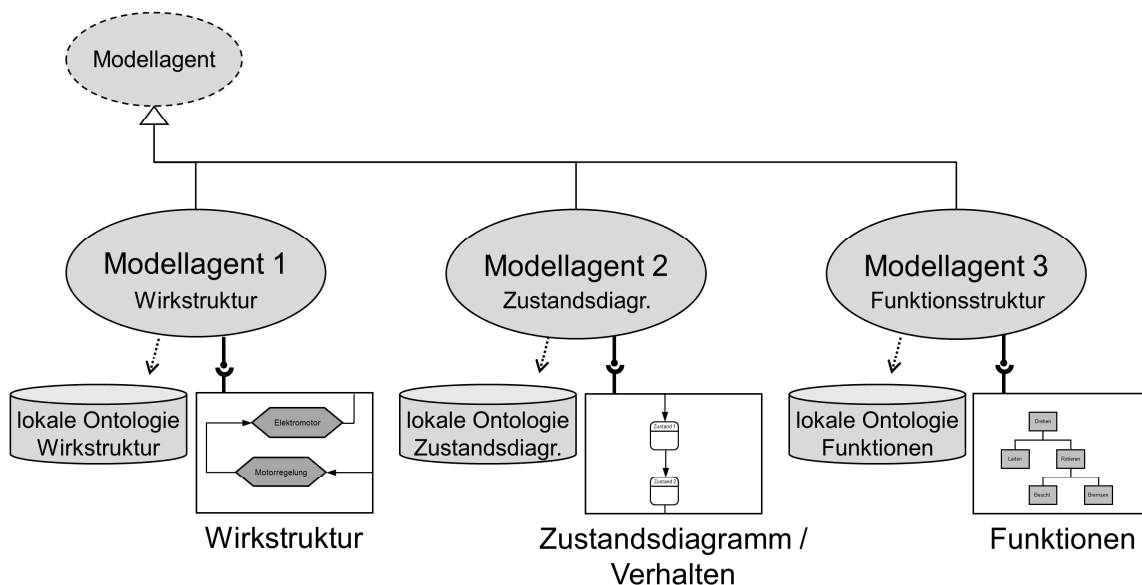 Modellagent
Modellagent 1
Wirkstruktur
Modellagent 2
Zustandsdiagr.
Modellagent 3
Funktionsstruktur
lokale Ontologie
Wirkstruktur
Elektromotor
Motorregelung
Wirkstruktur
lokale Ontologie
Zustandsdiagr.
Zustand 1
Zustand 2
Zustandsdiagramm /
Verhalten
lokale Ontologie
Funktionen
Drehen
Leiten
Rotieren
Beschl.
Bremsen
Funktionen